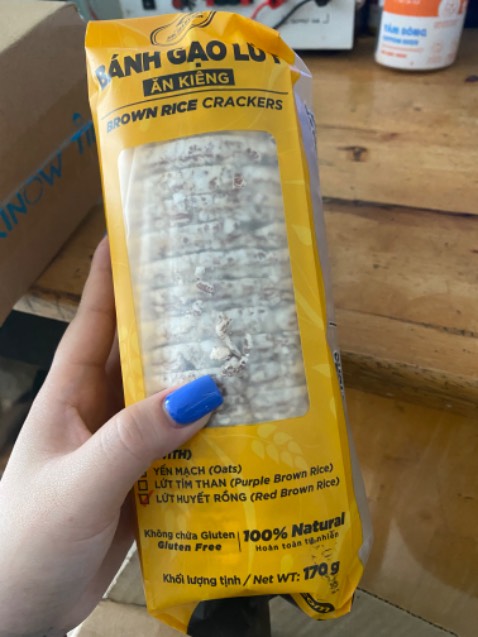 BÁNH GẠO LỨT
ĂN KIÊNG
BROWN RICE CRACKERS
YẾN MẠCH (Oats)
LỨT TÍM THAN (Purple Brown Rice)
LỨT HUYẾT RỒNG (Red Brown Rice)
Không chứa Gluten
Gluten Free
100% Natural
Hoàn toàn tự nhiên
Khối lượng tịnh / Net WT: 170 g